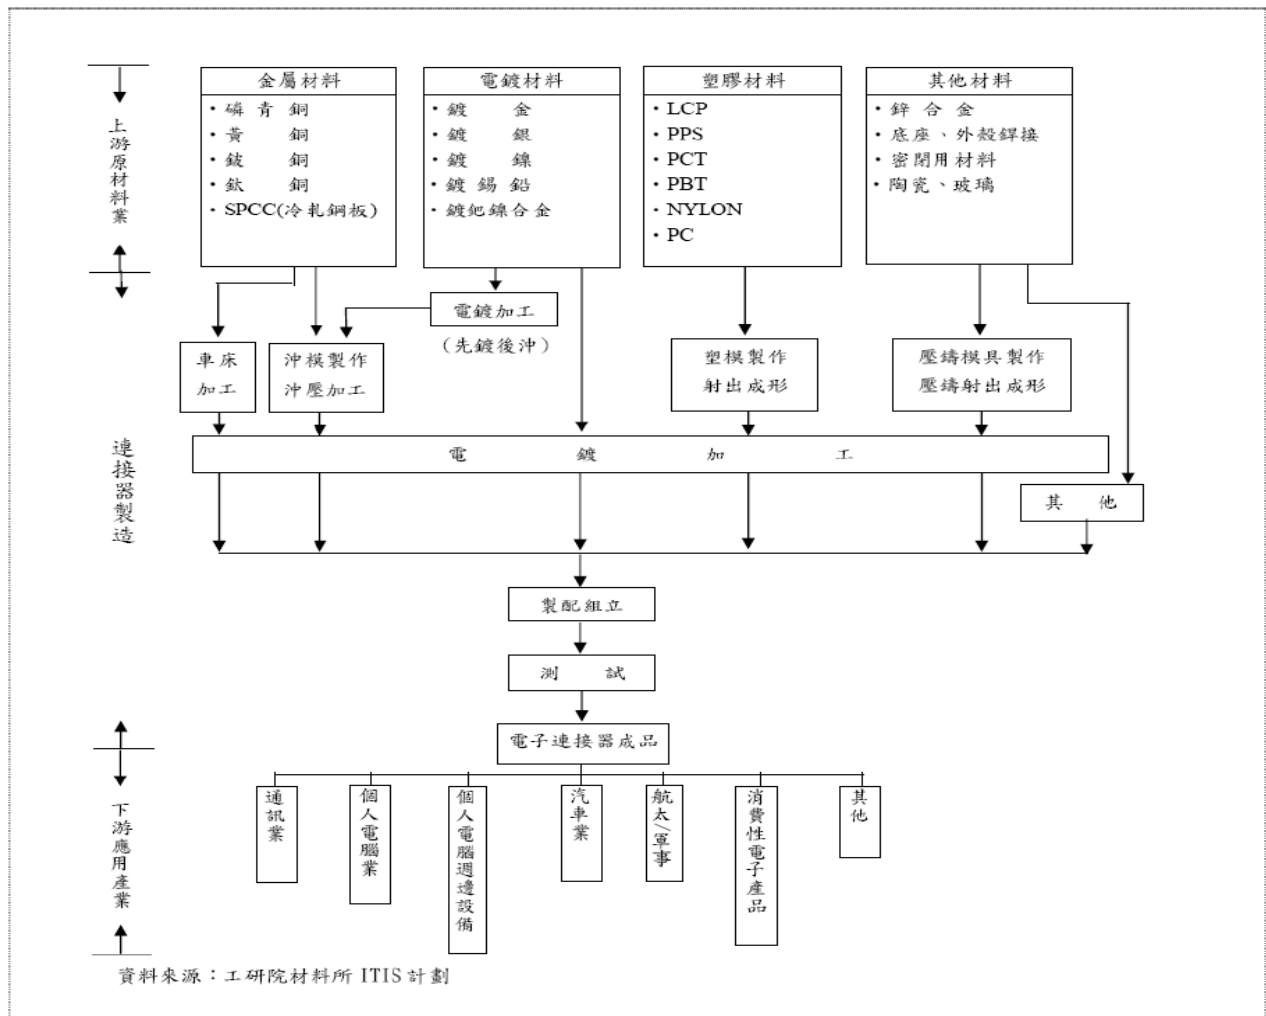 上游原材料業
金屬材料
・磷青銅
・黃銅
・鈹銅
・鈦銅
・SPCC(冷軋鋼板)
電鍍材料
・鍍金
・鍍銀
・鍍鎳
・鍍錫鉛
・鍍鈀鎳合金
塑膠材料
・LCP
・PPS
・PCT
・PBT
・NYLON
・PC
其他材料
・鋅合金
・底座、外殼銲接
・密閉用材料
・陶瓷、玻璃
連接器製造
電鍍加工
(先鍍後沖)
車床
加工
沖模製作
沖壓加工
塑模製作
射出成形
壓鑄模具製作
壓鑄射出成形
電鍍加工
其他
製配組立
測試
電子連接器成品
下游應用產業
通訊業
個人電腦業
個人電腦週邊設備
汽車業
航太/軍事
消費性電子產品
其他
資料來源：工研院材料所 ITIS 計劃